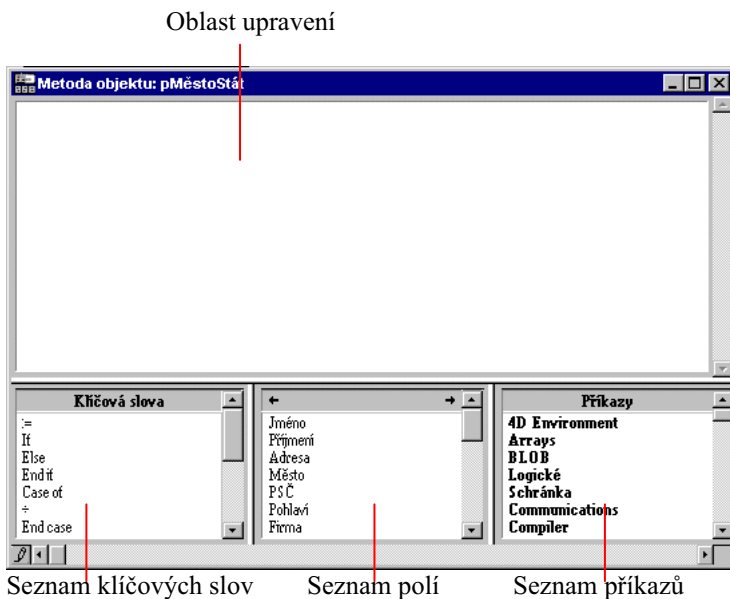 Oblast upravení
Metoda objektu: pMěstoStát
Klíčová slova
:=
If
Else
End if
Case of
÷
End case
← →
Jméno
Příjmení
Adresa
Město
PSČ
Pohlaví
Firma
Příkazy
4D Environment
Arrays
BLOB
Logické
Schránka
Communications
Compiler
Seznam klíčových slov
Seznam polí
Seznam příkazů